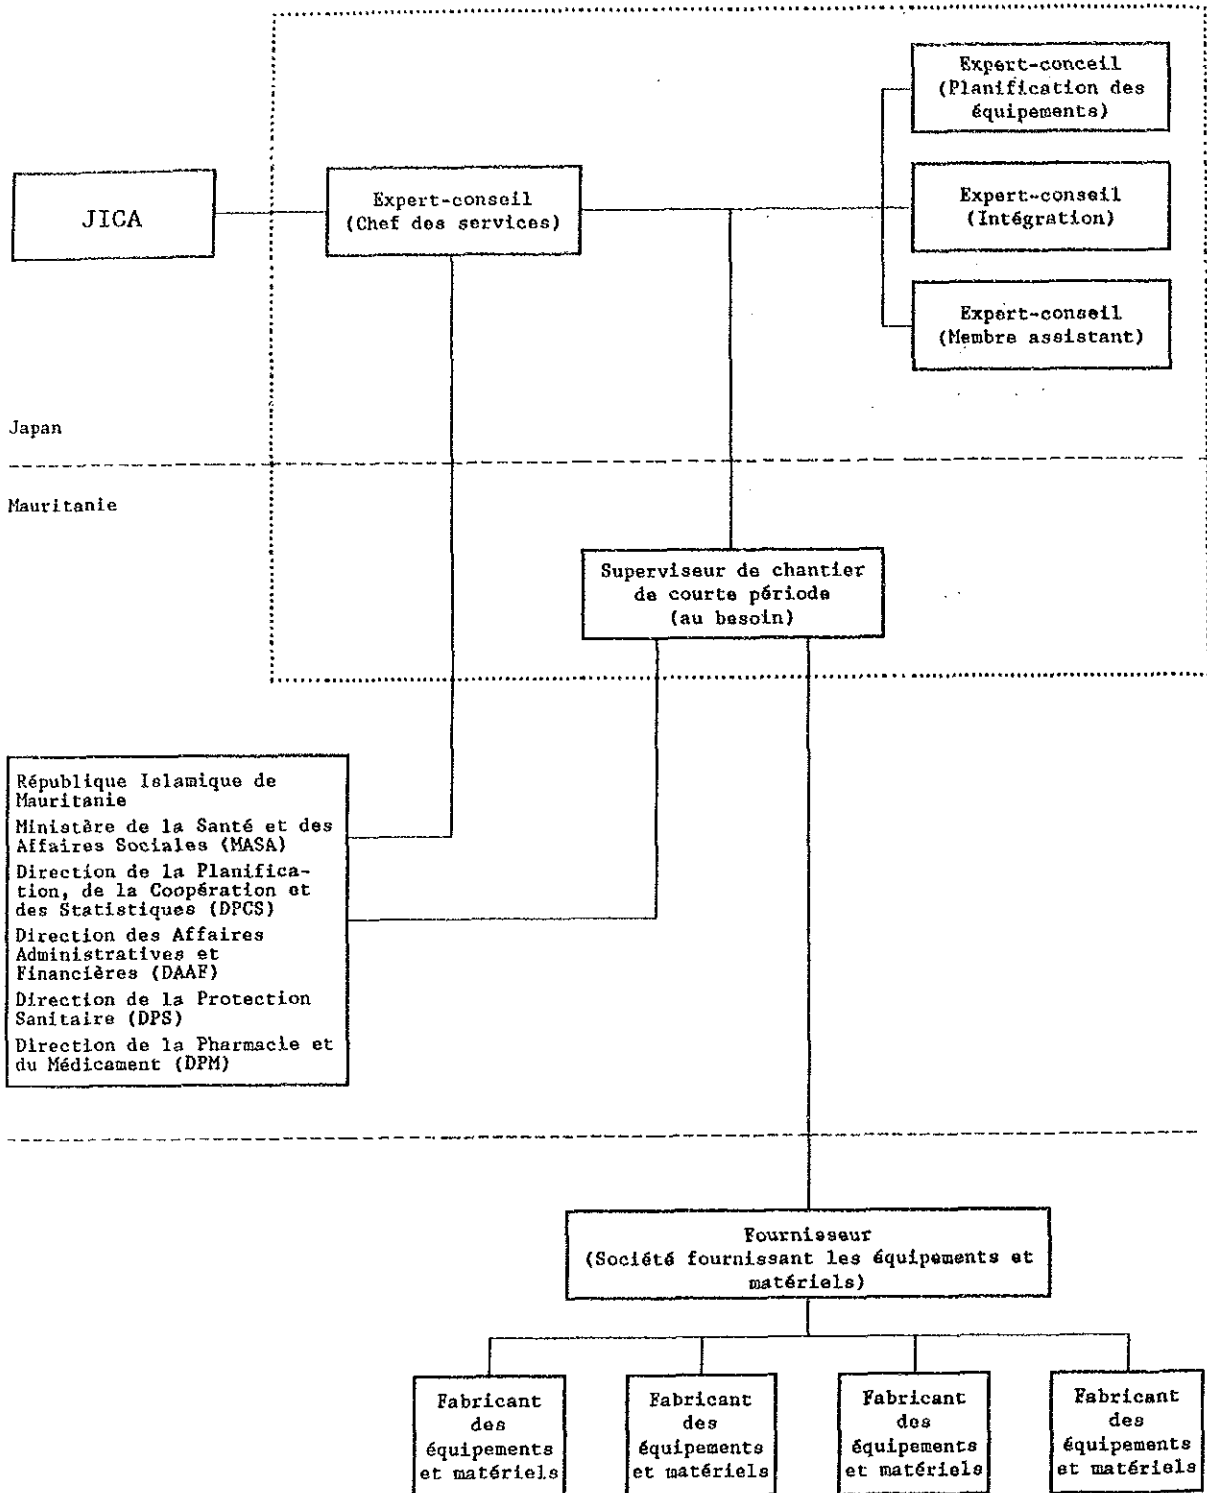 Expert-conceil
(Planification des
équipements)
JICA
Expert-conseil
(Chef des services)
Expert-conseil
(Intégration)
Expert-conseil
(Membre assistant)
Japan
Mauritanie
Superviseur de chantier
de courte période
(au besoin)
République Islamique de
Mauritanie
Ministère de la Santé et des
Affaires Sociales (MASA)
Direction de la Planifica-
tion, de la Coopération et
des Statistiques (DPCS)
Direction des Affaires
Administratives et
Financières (DAAF)
Direction de la Protection
Sanitaire (DPS)
Direction de la Pharmacie et
du Médicament (DPM)
Fournisseur
(Société fournissant les équipements et
matériels)
Fabricant
des
équipements
et matériels
Fabricant
des
équipements
et matériels
Fabricant
des
équipements
et matériels
Fabricant
des
équipements
et matériels